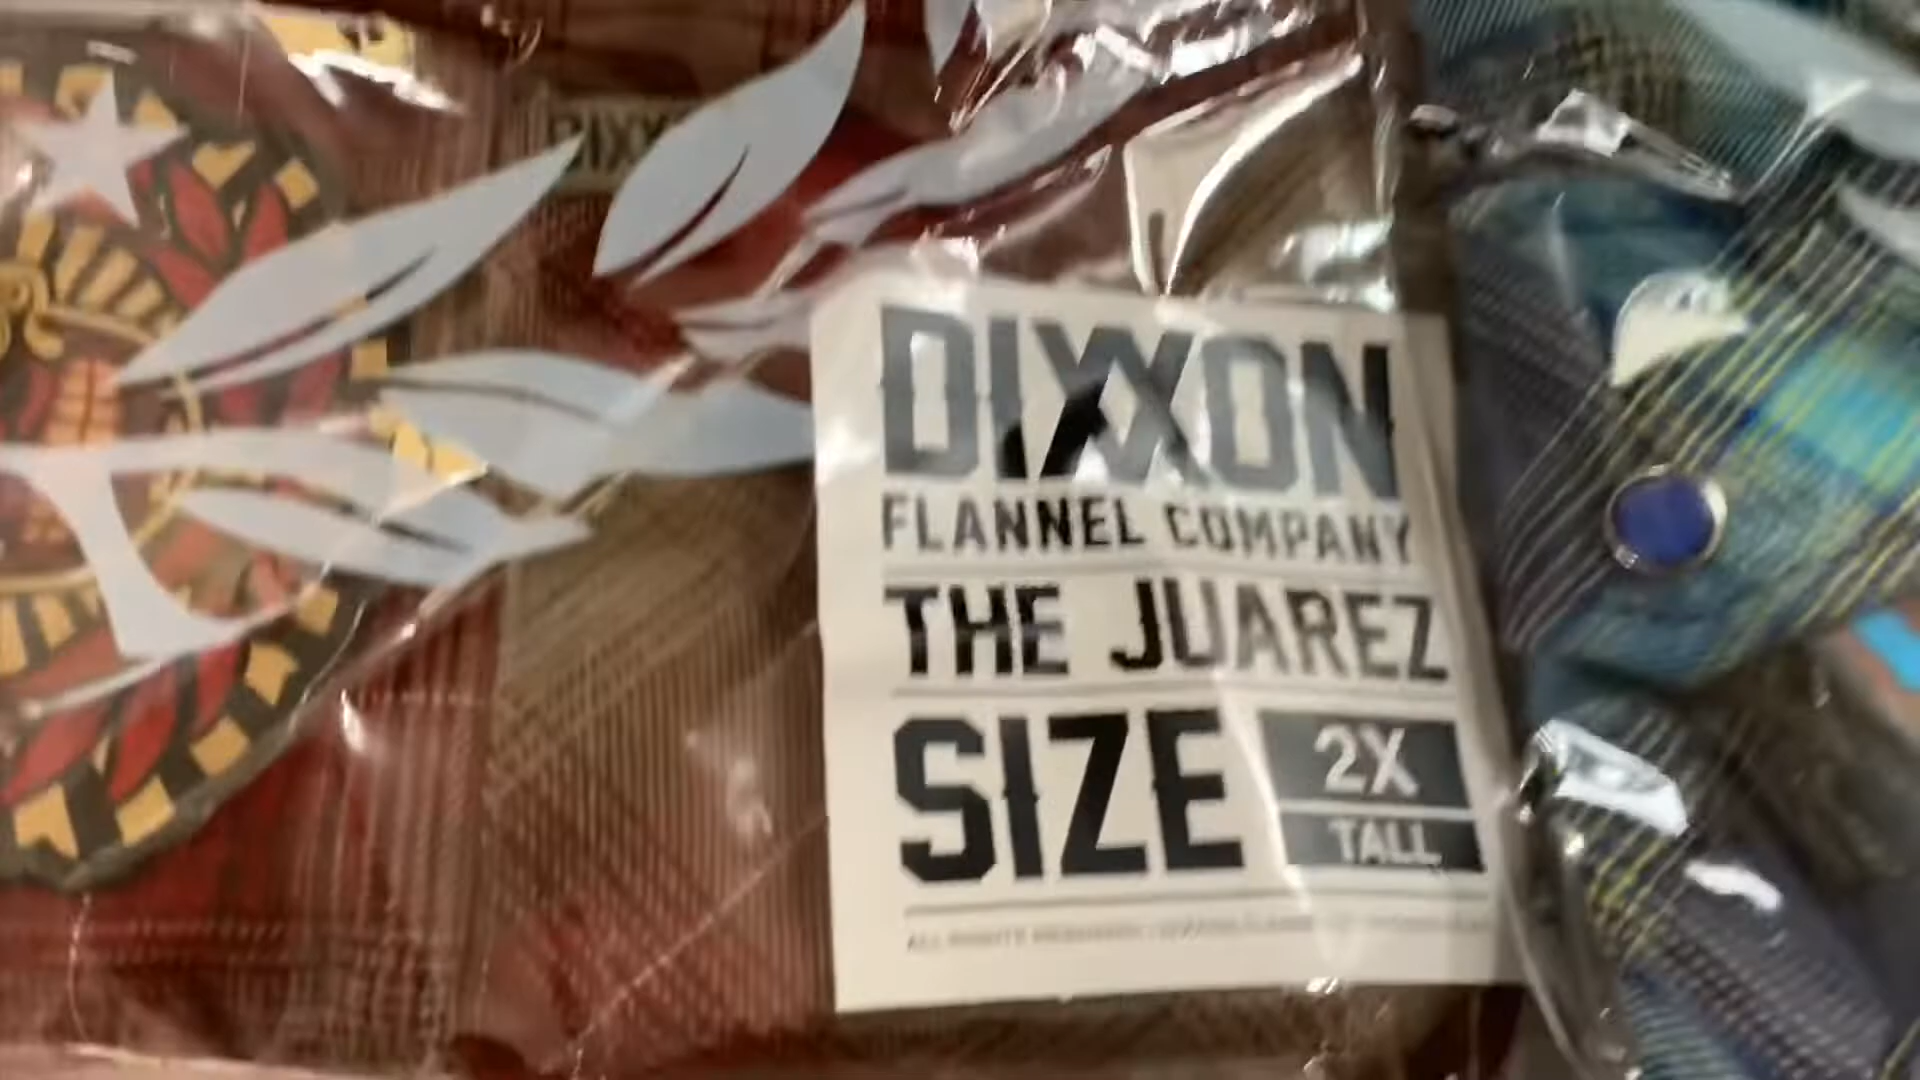 DIXXON
FLANNEL COMPANY
THE JUAREZ
SIZE 2X
TALL